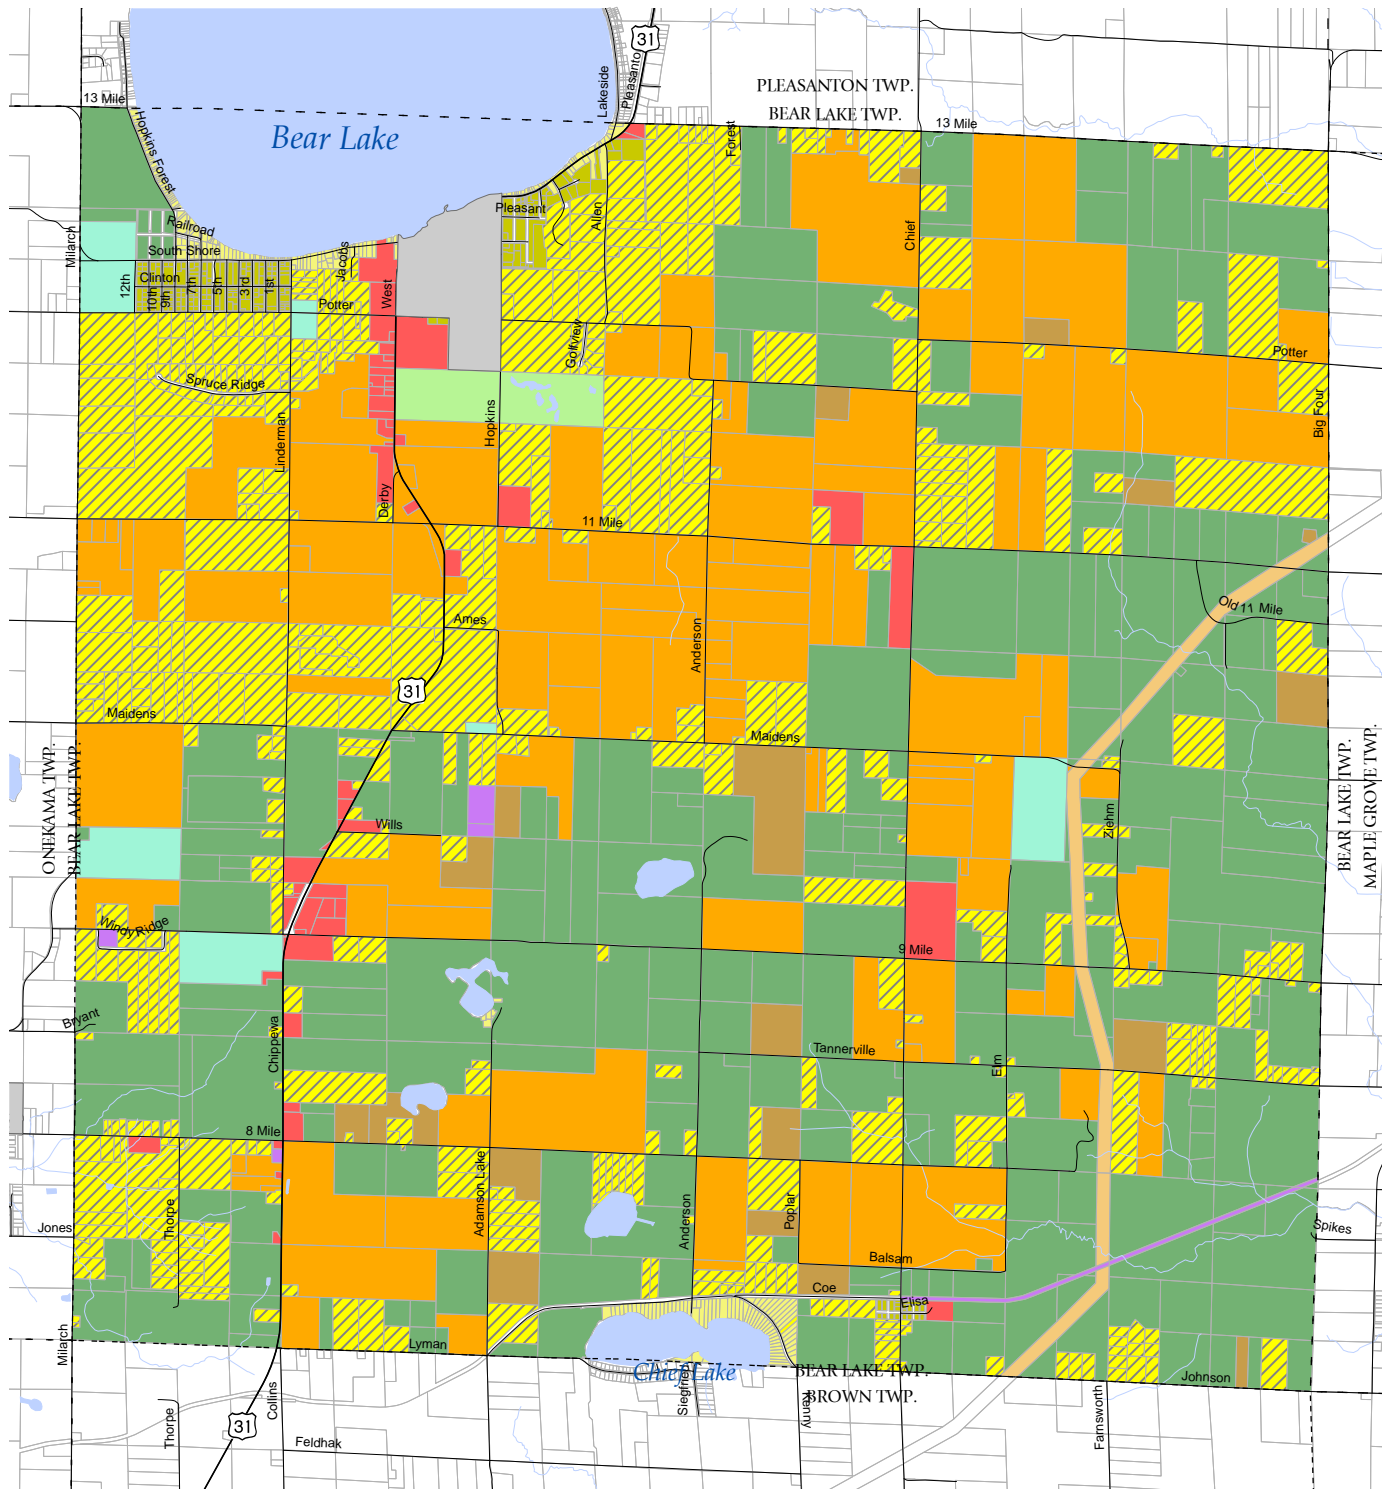 31
Pleasanto
Lakeside
PLEASANTON TWP.
BEAR LAKE TWP.
13 Mile
13 Mile
Bear Lake
Forest
Hopkins Forest
Pleasant
Allen
Railroad
Milarch
Chief
South Shore
Jacobs
Clinton
12th
10th
9th
7th
5th
3rd
1st
West
Potter
Golfview
Potter
Spruce Ridge
Big Four
Hopkins
Linderman
Derby
11 Mile
Old 11 Mile
Ames
Anderson
31
Maidens
Maidens
ONEKAMA TWP.
BEAR LAKE TWP.
BEAR LAKE TWP.
MAPLE GROVE TWP.
Wills
Ziehm
Windy Ridge
9 Mile
Bryant
Chippewa
Tannerville
Elm
8 Mile
Adamson Lake
Thorpe
Anderson
Poplar
Jones
Spikes
Balsam
Coe
Elisa
Milarch
Lyman
Chief Lake
BEAR LAKE TWP.
BROWN TWP.
Johnson
Siegfrie
Collins
Thorpe
Farnsworth
31
Feldhak